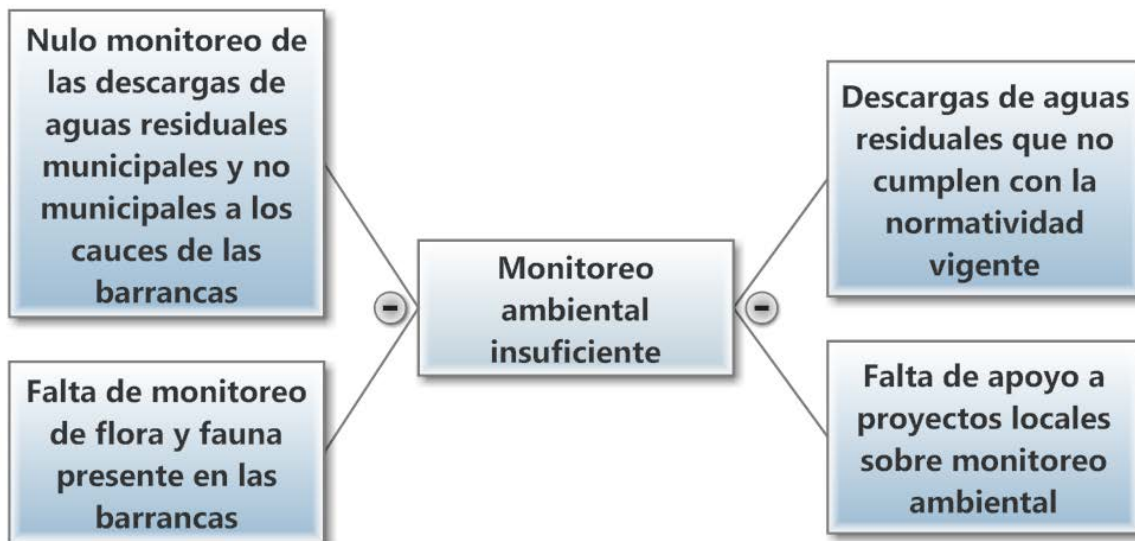 Nulo monitoreo de
las descargas de
aguas residuales
municipales y no
municipales a los
cauces de las
barrancas
Falta de monitoreo
de flora y fauna
presente en las
barrancas
Monitoreo
ambiental
insuficiente
Descargas de aguas
residuales que no
cumplen con la
normatividad
vigente
Falta de apoyo a
proyectos locales
sobre monitoreo
ambiental